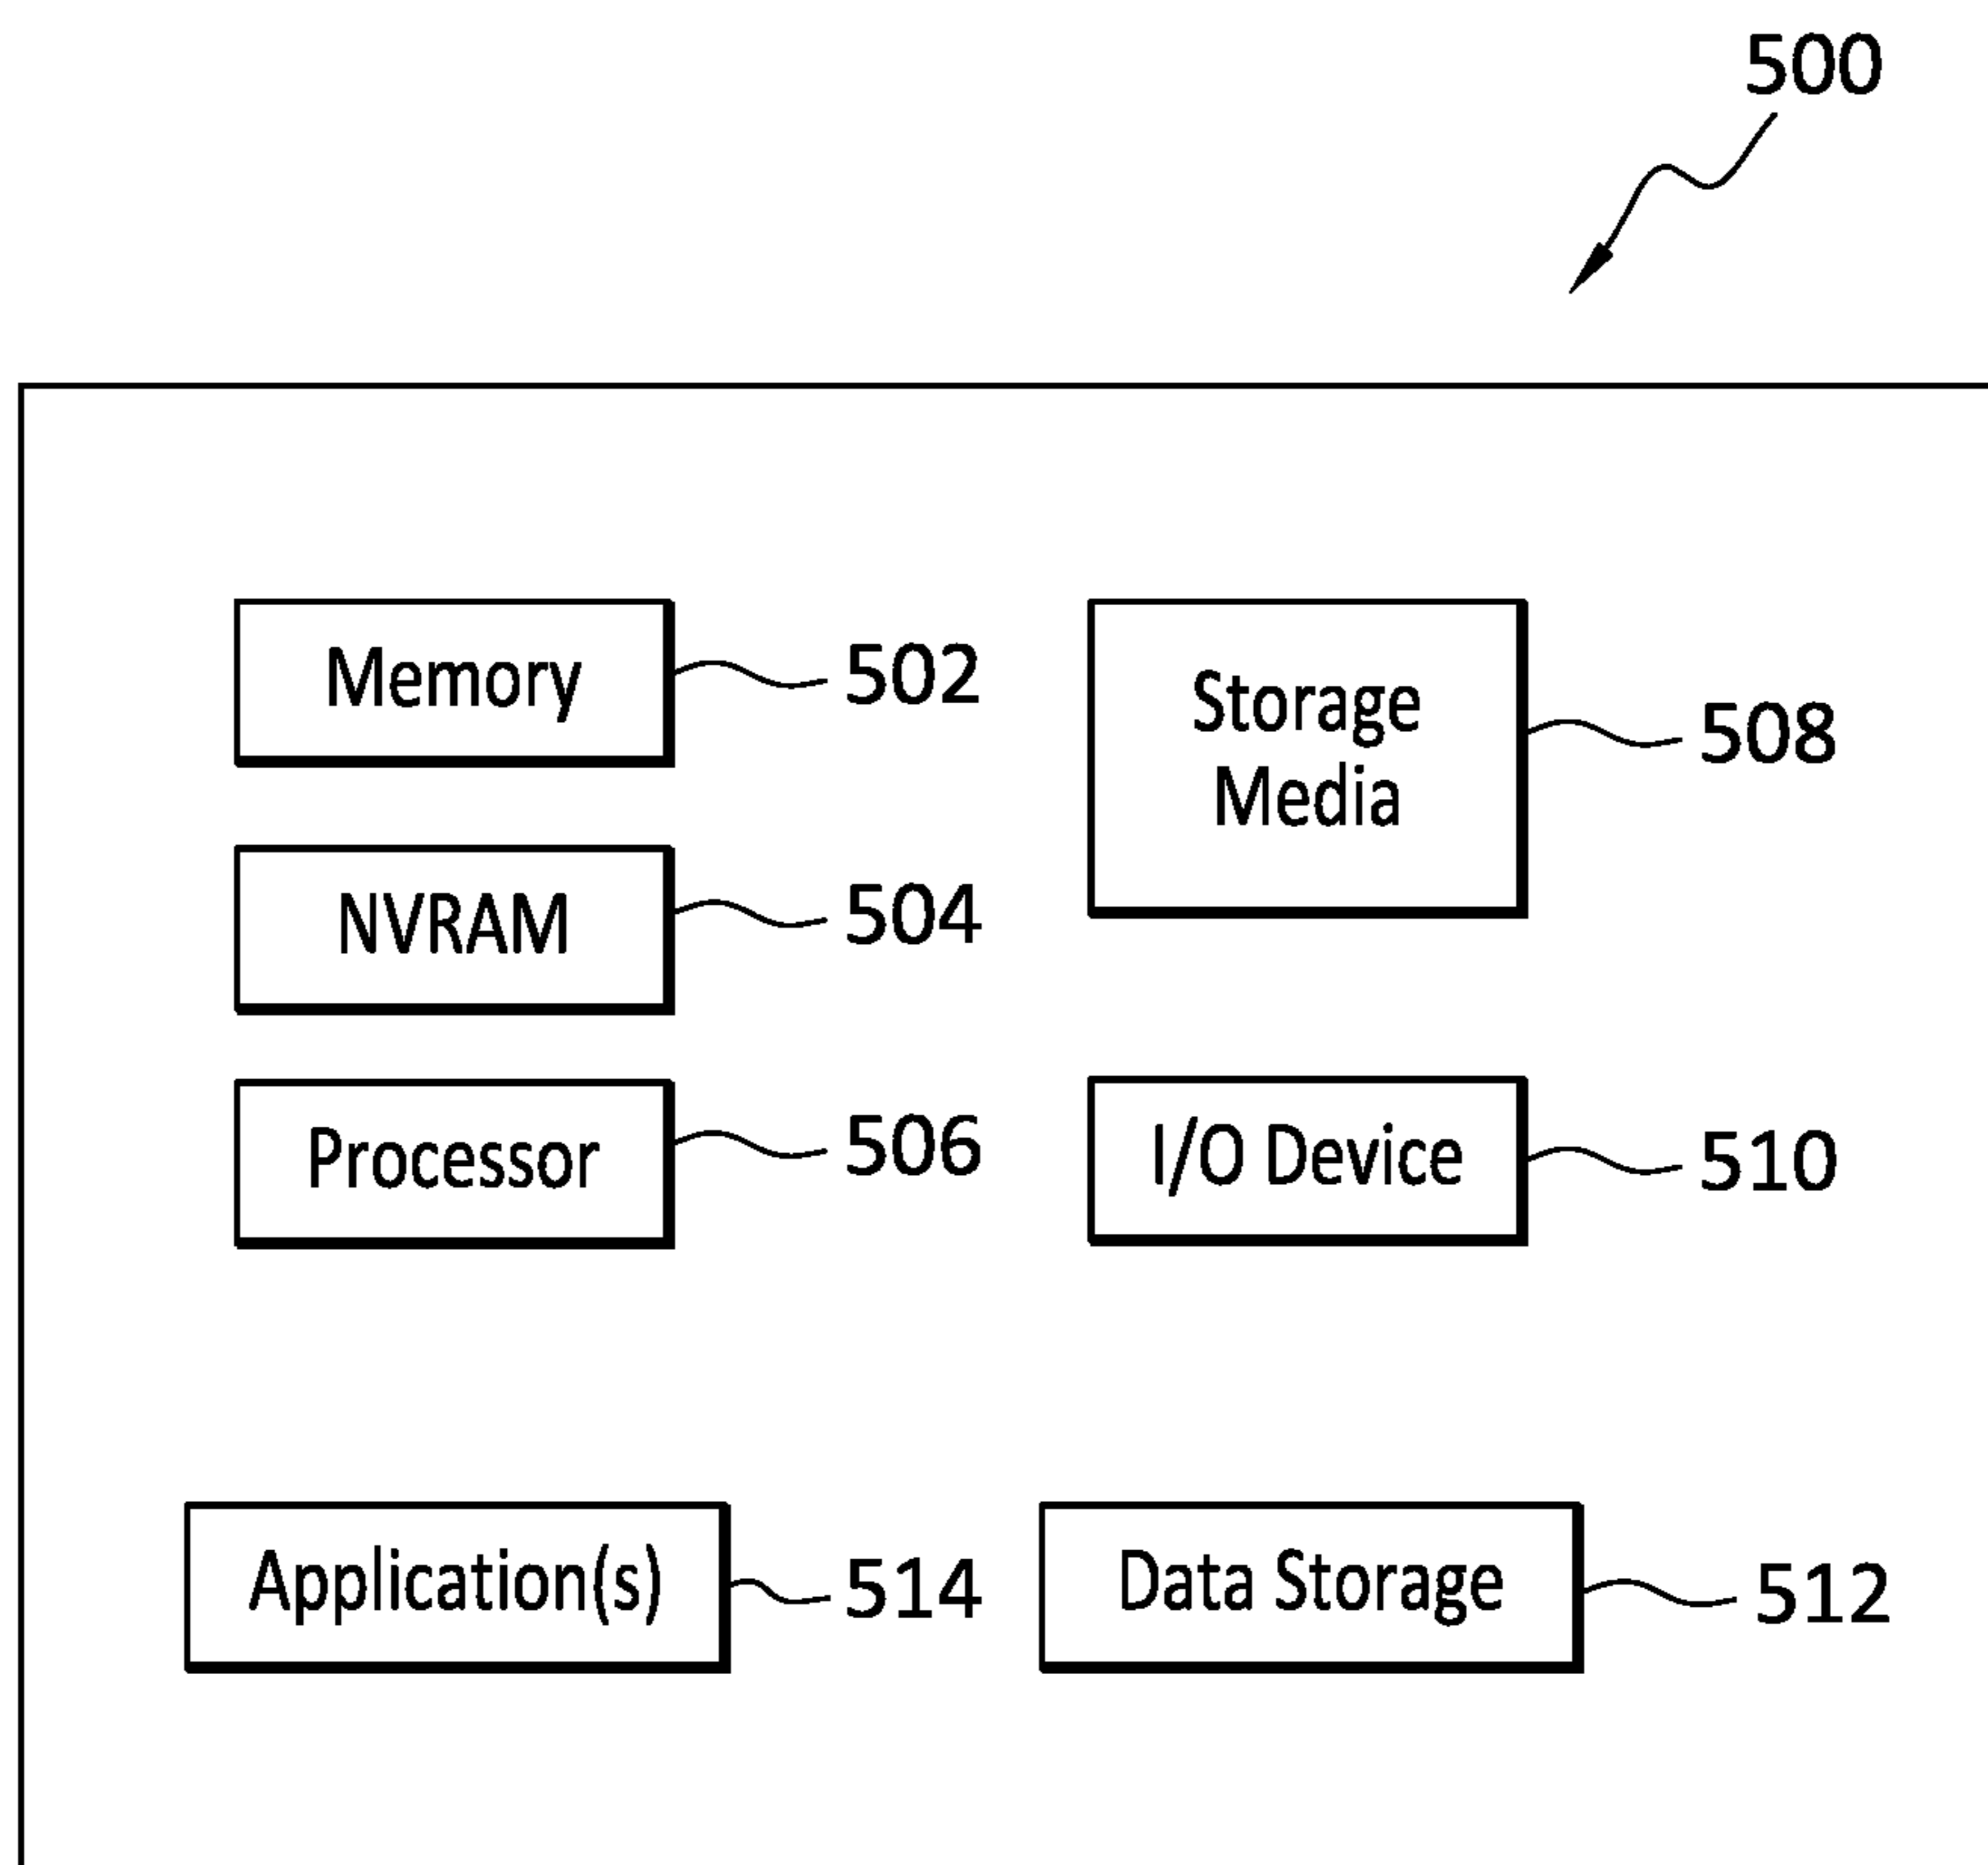 500
Memory
502
Storage
Media
508
NVRAM
504
Processor
506
I/O Device
510
Application(s)
514
Data Storage
512